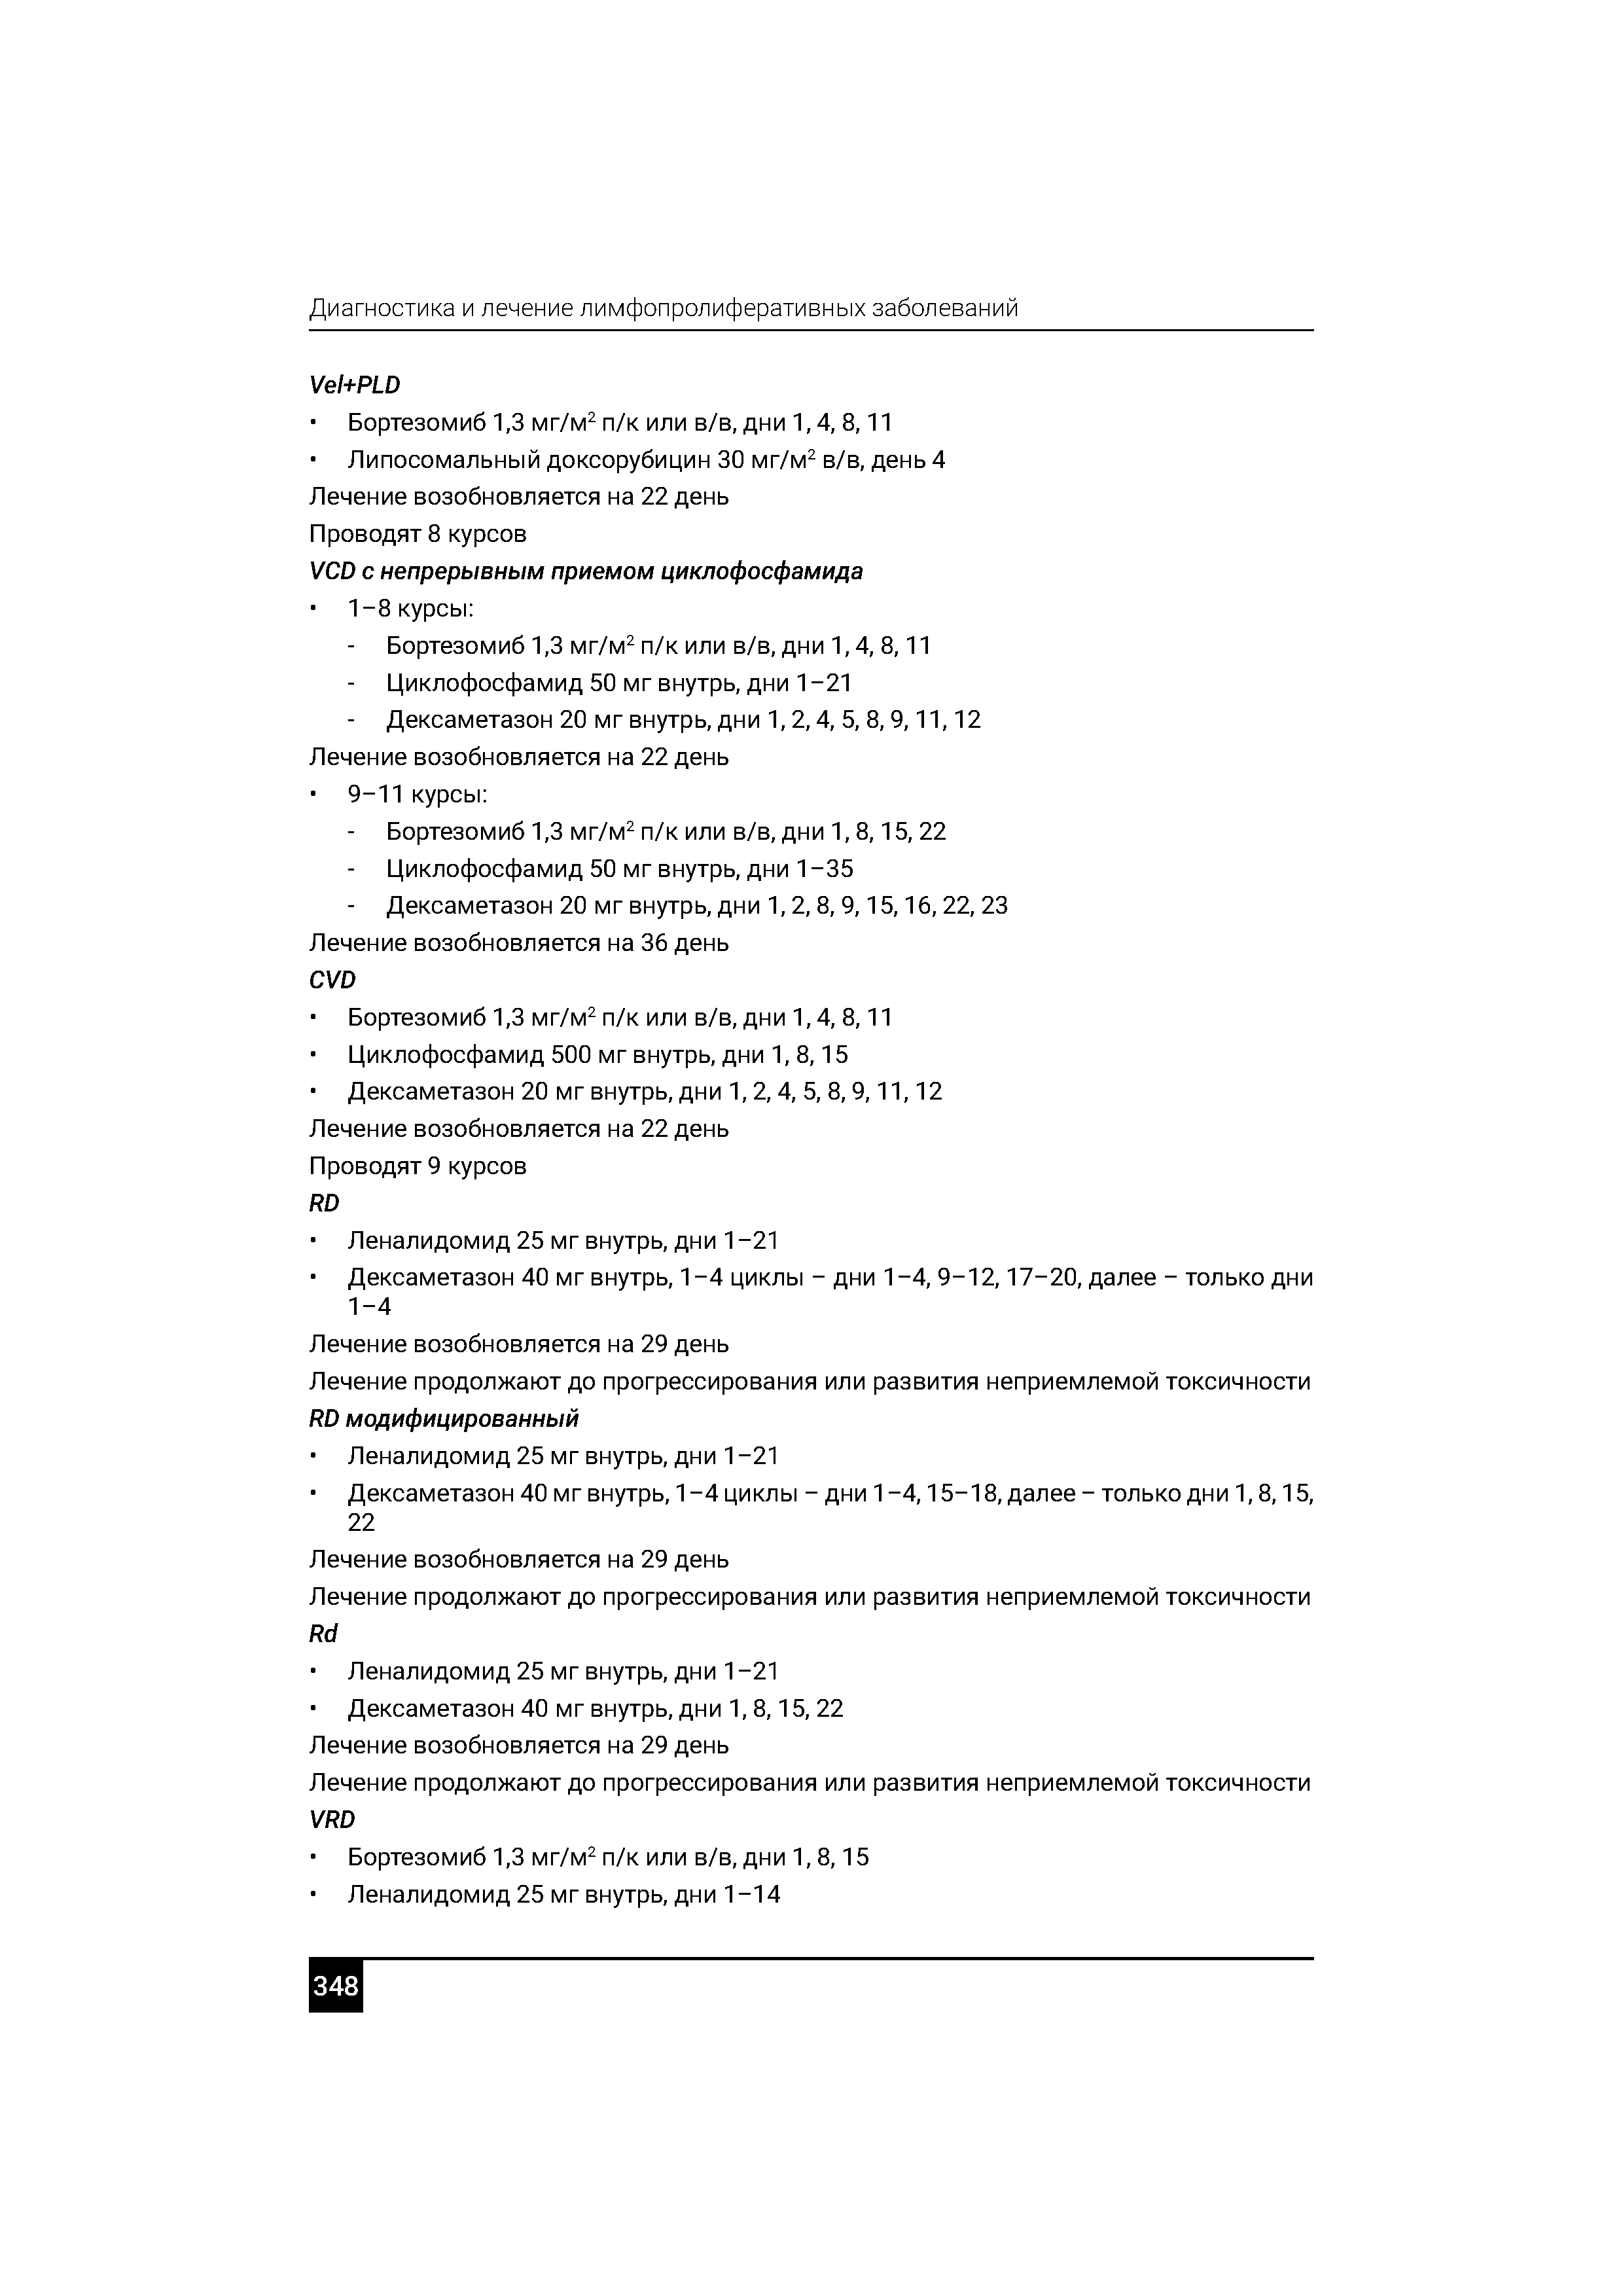 Диагностика и лечение лимфопролиферативных заболеваний
Vel+PLD
• Бортезомиб 1,3 мг/м² п/к или в/в, дни 1, 4, 8, 11
• Липосомальный доксорубицин 30 мг/м² в/в, день 4
Лечение возобновляется на 22 день
Проводят 8 курсов
VCD с непрерывным приемом циклофосфамида
• 1–8 курсы:
- Бортезомиб 1,3 мг/м² п/к или в/в, дни 1, 4, 8, 11
- Циклофосфамид 50 мг внутрь, дни 1–21
- Дексаметазон 20 мг внутрь, дни 1, 2, 4, 5, 8, 9, 11, 12
Лечение возобновляется на 22 день
• 9–11 курсы:
- Бортезомиб 1,3 мг/м² п/к или в/в, дни 1, 8, 15, 22
- Циклофосфамид 50 мг внутрь, дни 1–35
- Дексаметазон 20 мг внутрь, дни 1, 2, 8, 9, 15, 16, 22, 23
Лечение возобновляется на 36 день
CVD
• Бортезомиб 1,3 мг/м² п/к или в/в, дни 1, 4, 8, 11
• Циклофосфамид 500 мг внутрь, дни 1, 8, 15
• Дексаметазон 20 мг внутрь, дни 1, 2, 4, 5, 8, 9, 11, 12
Лечение возобновляется на 22 день
Проводят 9 курсов
RD
• Леналидомид 25 мг внутрь, дни 1–21
• Дексаметазон 40 мг внутрь, 1–4 циклы – дни 1–4, 9–12, 17–20, далее – только дни
1–4
Лечение возобновляется на 29 день
Лечение продолжают до прогрессирования или развития неприемлемой токсичности
RD модифицированный
• Леналидомид 25 мг внутрь, дни 1–21
• Дексаметазон 40 мг внутрь, 1–4 циклы – дни 1–4, 15–18, далее – только дни 1, 8, 15,
22
Лечение возобновляется на 29 день
Лечение продолжают до прогрессирования или развития неприемлемой токсичности
Rd
• Леналидомид 25 мг внутрь, дни 1–21
• Дексаметазон 40 мг внутрь, дни 1, 8, 15, 22
Лечение возобновляется на 29 день
Лечение продолжают до прогрессирования или развития неприемлемой токсичности
VRD
• Бортезомиб 1,3 мг/м² п/к или в/в, дни 1, 8, 15
• Леналидомид 25 мг внутрь, дни 1–14
348